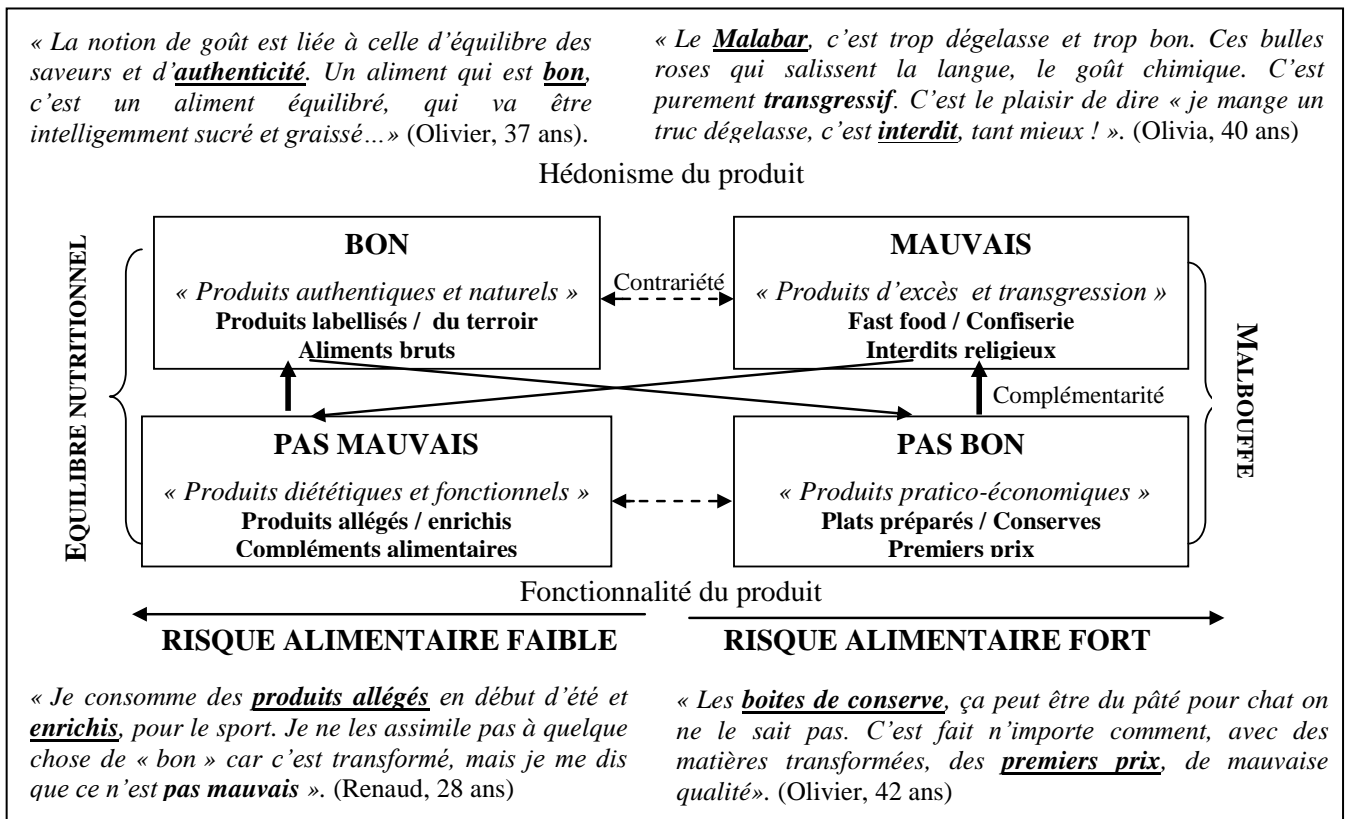 « La notion de goût est liée à celle d’équilibre des
saveurs et d’authenticité. Un aliment qui est bon,
c’est un aliment équilibré, qui va être
intelligemment sucré et graissé…» (Olivier, 37 ans).
« Le Malabar, c’est trop dégelasse et trop bon. Ces bulles
roses qui salissent la langue, le goût chimique. C’est
purement transgressif. C’est le plaisir de dire « je mange un
truc dégelasse, c’est interdit, tant mieux ! ». (Olivia, 40 ans)
Hédonisme du produit
EQUILIBRE NUTRITIONNEL
BON
« Produits authentiques et naturels »
Produits labellisés / du terroir
Aliments bruts
Contrariété
MAUVAIS
« Produits d’excès et transgression »
Fast food / Confiserie
Interdits religieux
MALBOUFFE
Complémentarité
PAS MAUVAIS
« Produits diététiques et fonctionnels »
Produits allégés / enrichis
Compléments alimentaires
PAS BON
« Produits pratico-économiques »
Plats préparés / Conserves
Premiers prix
Fonctionnalité du produit
RISQUE ALIMENTAIRE FAIBLE
RISQUE ALIMENTAIRE FORT
« Je consomme des produits allégés en début d’été et
enrichis, pour le sport. Je ne les assimile pas à quelque
chose de « bon » car c’est transformé, mais je me dis
que ce n’est pas mauvais ». (Renaud, 28 ans)
« Les boites de conserve, ça peut être du pâté pour chat on
ne le sait pas. C’est fait n’importe comment, avec des
matières transformées, des premiers prix, de mauvaise
qualité». (Olivier, 42 ans)